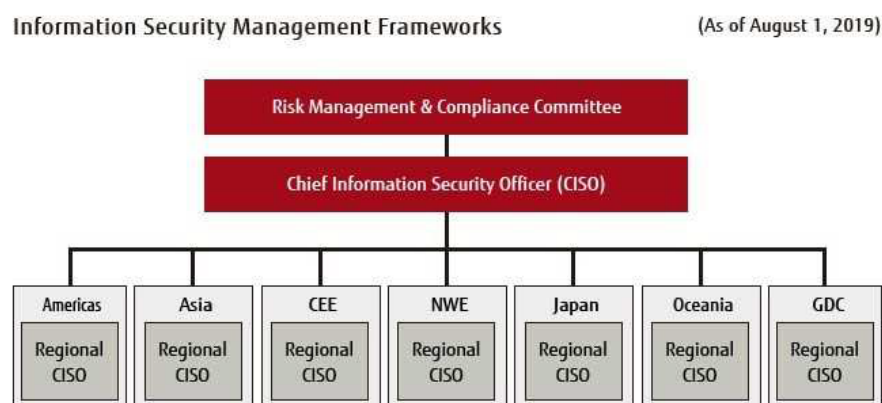 Information Security Management Frameworks
(As of August 1, 2019)
Risk Management & Compliance Committee
Chief Information Security Officer (CISO)
Americas
Asia
CEE
NWE
Japan
Oceania
GDC
Regional
CISO
Regional
CISO
Regional
CISO
Regional
CISO
Regional
CISO
Regional
CISO
Regional
CISO